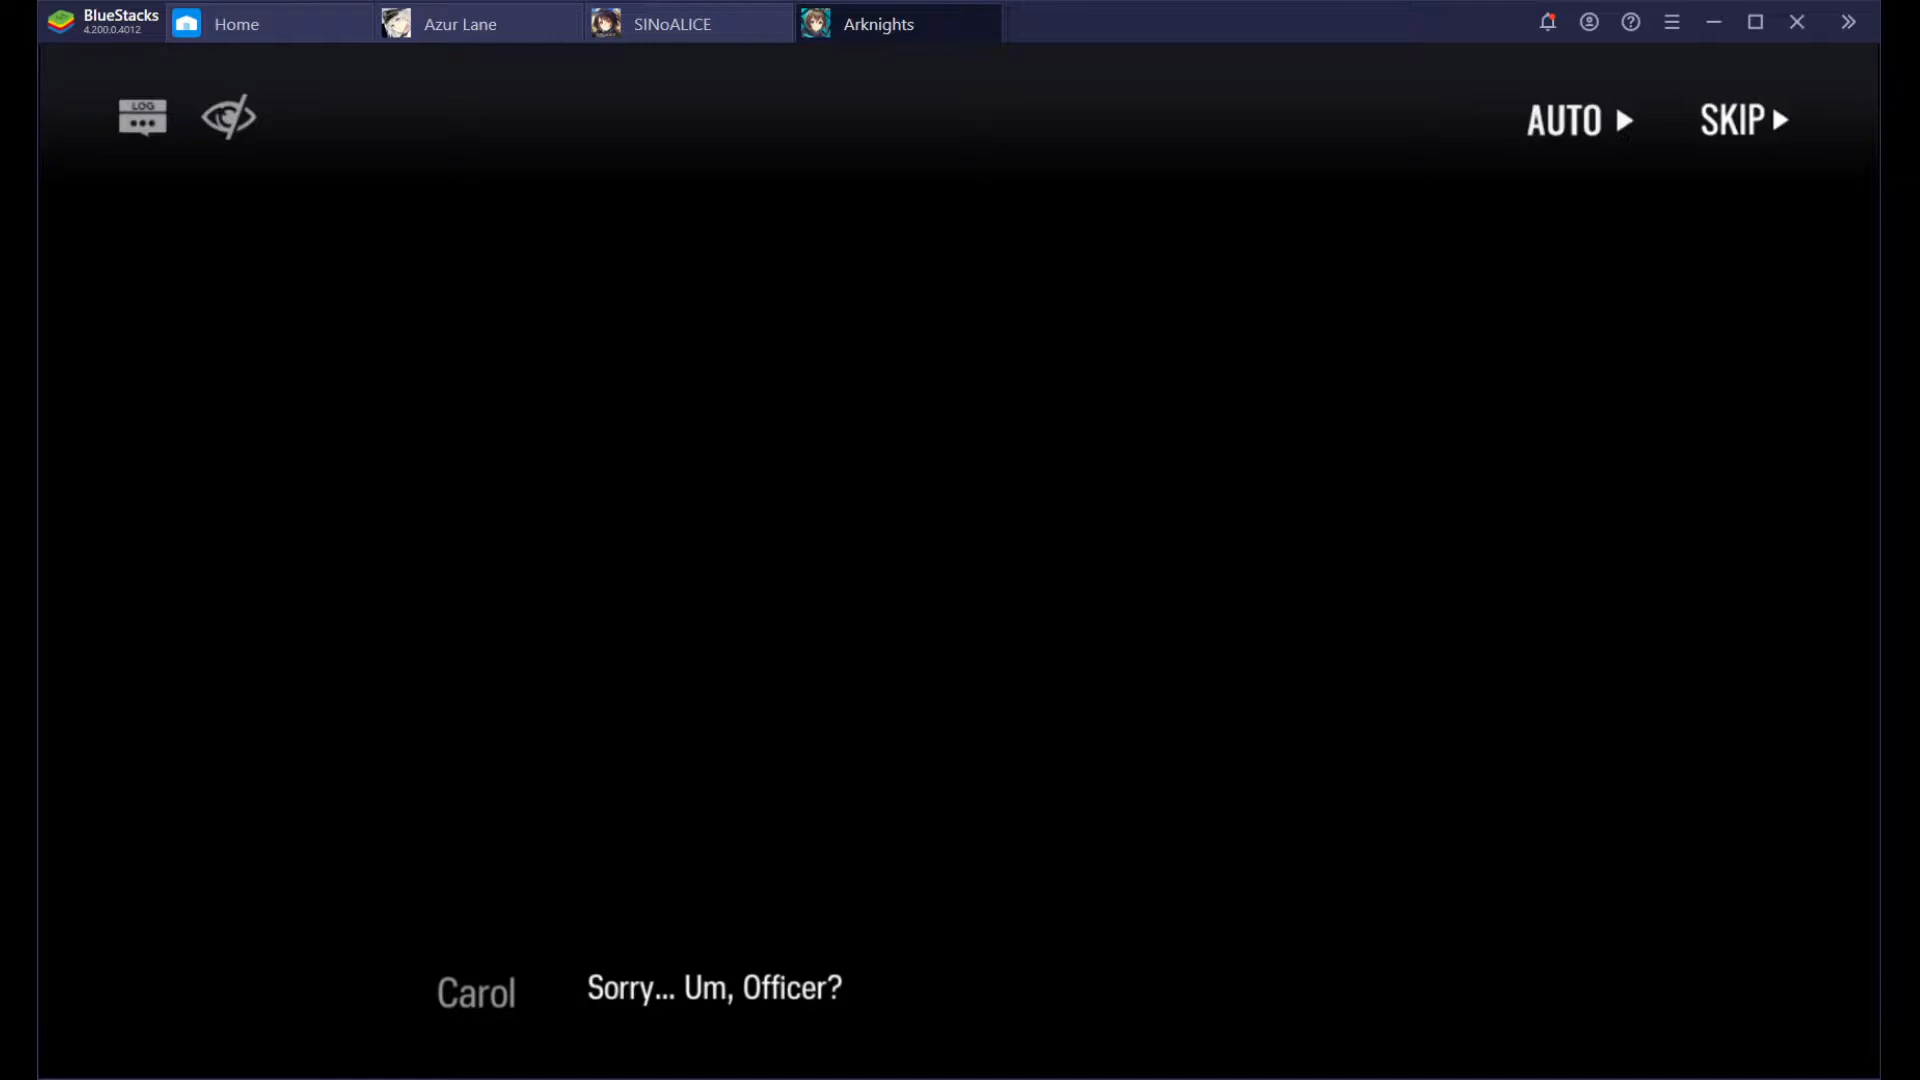 BlueStacks
4.200.0.4012
Home
Azur Lane
SINoALICE
Arknights
LOG
AUTO
SKIP
Carol
Sorry... Um, Officer?